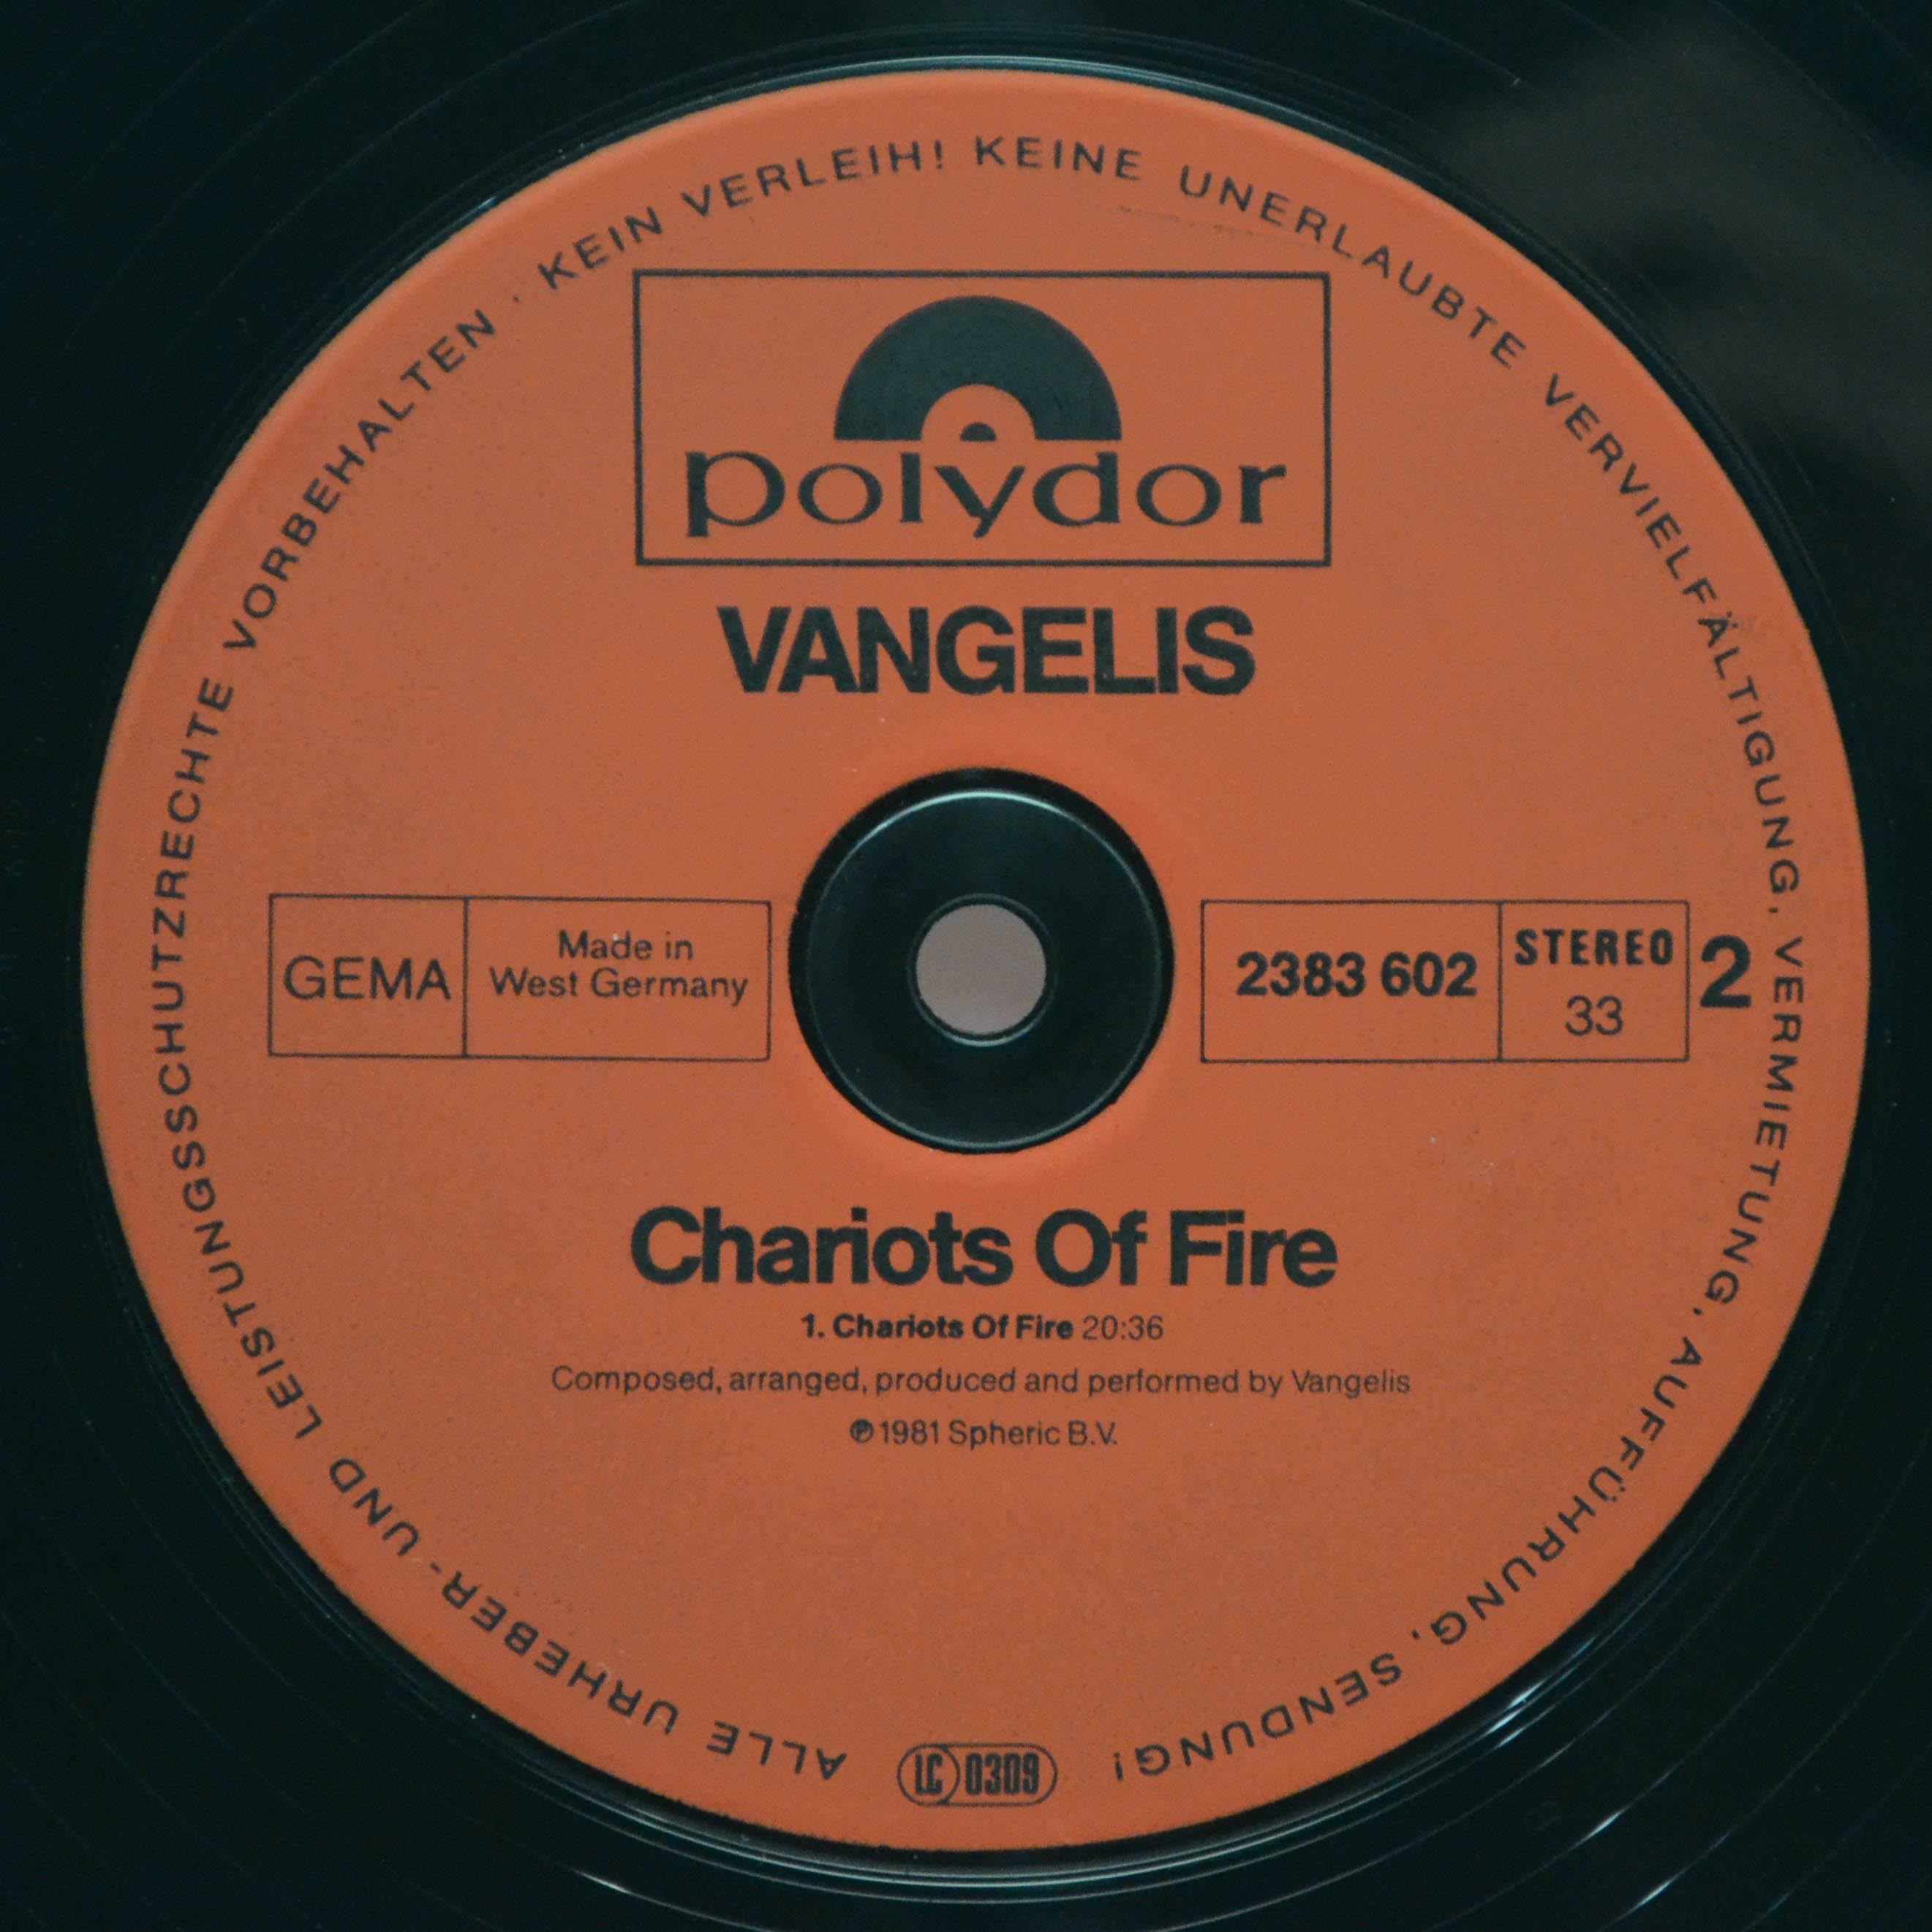 ALLE URHEBER- UND LEISTUNGSSCHUTZRECHTE VORBEHALTEN · KEIN VERLEIH! KEINE UNERLAUBTE VERVIELFÄLTIGUNG, VERMIETUNG, AUFFÜHRUNG, SENDUNG!
polydor
VANGELIS
GEMA
Made in
West Germany
2383 602
STEREO
33
2
Chariots Of Fire
1. Chariots Of Fire 20:36
Composed, arranged, produced and performed by Vangelis
℗ 1981 Spheric B.V.
LC 0309